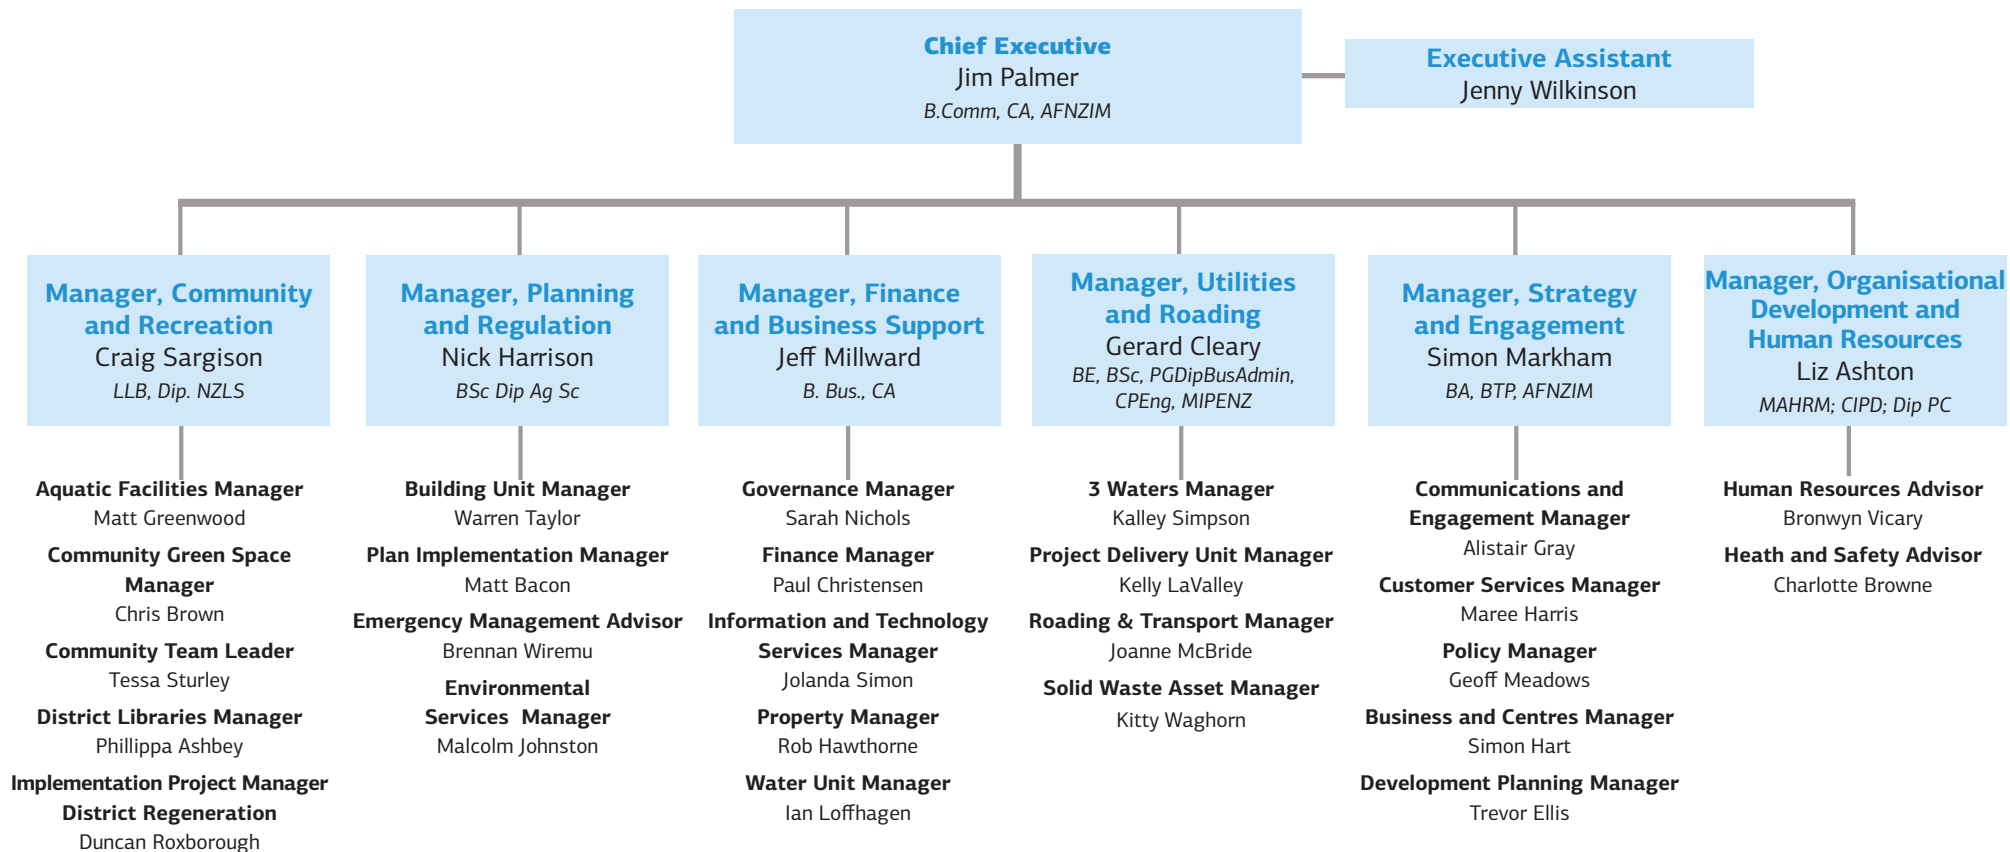 Chief Executive
Jim Palmer
B.Comm, CA, AFNZIM
Executive Assistant
Jenny Wilkinson
Manager, Community
and Recreation
Craig Sargison
LLB, Dip. NZLS
Aquatic Facilities Manager
Matt Greenwood
Community Green Space
Manager
Chris Brown
Community Team Leader
Tessa Sturley
District Libraries Manager
Phillippa Ashbey
Implementation Project Manager
District Regeneration
Duncan Roxborough
Manager, Planning
and Regulation
Nick Harrison
BSc Dip Ag Sc
Building Unit Manager
Warren Taylor
Plan Implementation Manager
Matt Bacon
Emergency Management Advisor
Brennan Wiremu
Environmental
Services  Manager
Malcolm Johnston
Manager, Finance
and Business Support
Jeff Millward
B. Bus., CA
Governance Manager
Sarah Nichols
Finance Manager
Paul Christensen
Information and Technology
Services Manager
Jolanda Simon
Property Manager
Rob Hawthorne
Water Unit Manager
Ian Loffhagen
Manager, Utilities
and Roading
Gerard Cleary
BE, BSc, PGDipBusAdmin,
CPEng, MIPENZ
3 Waters Manager
Kalley Simpson
Project Delivery Unit Manager
Kelly LaValley
Roading & Transport Manager
Joanne McBride
Solid Waste Asset Manager
Kitty Waghorn
Manager, Strategy
and Engagement
Simon Markham
BA, BTP, AFNZIM
Communications and
Engagement Manager
Alistair Gray
Customer Services Manager
Maree Harris
Policy Manager
Geoff Meadows
Business and Centres Manager
Simon Hart
Development Planning Manager
Trevor Ellis
Manager, Organisational
Development and
Human Resources
Liz Ashton
MAHRM; CIPD; Dip PC
Human Resources Advisor
Bronwyn Vicary
Heath and Safety Advisor
Charlotte Browne